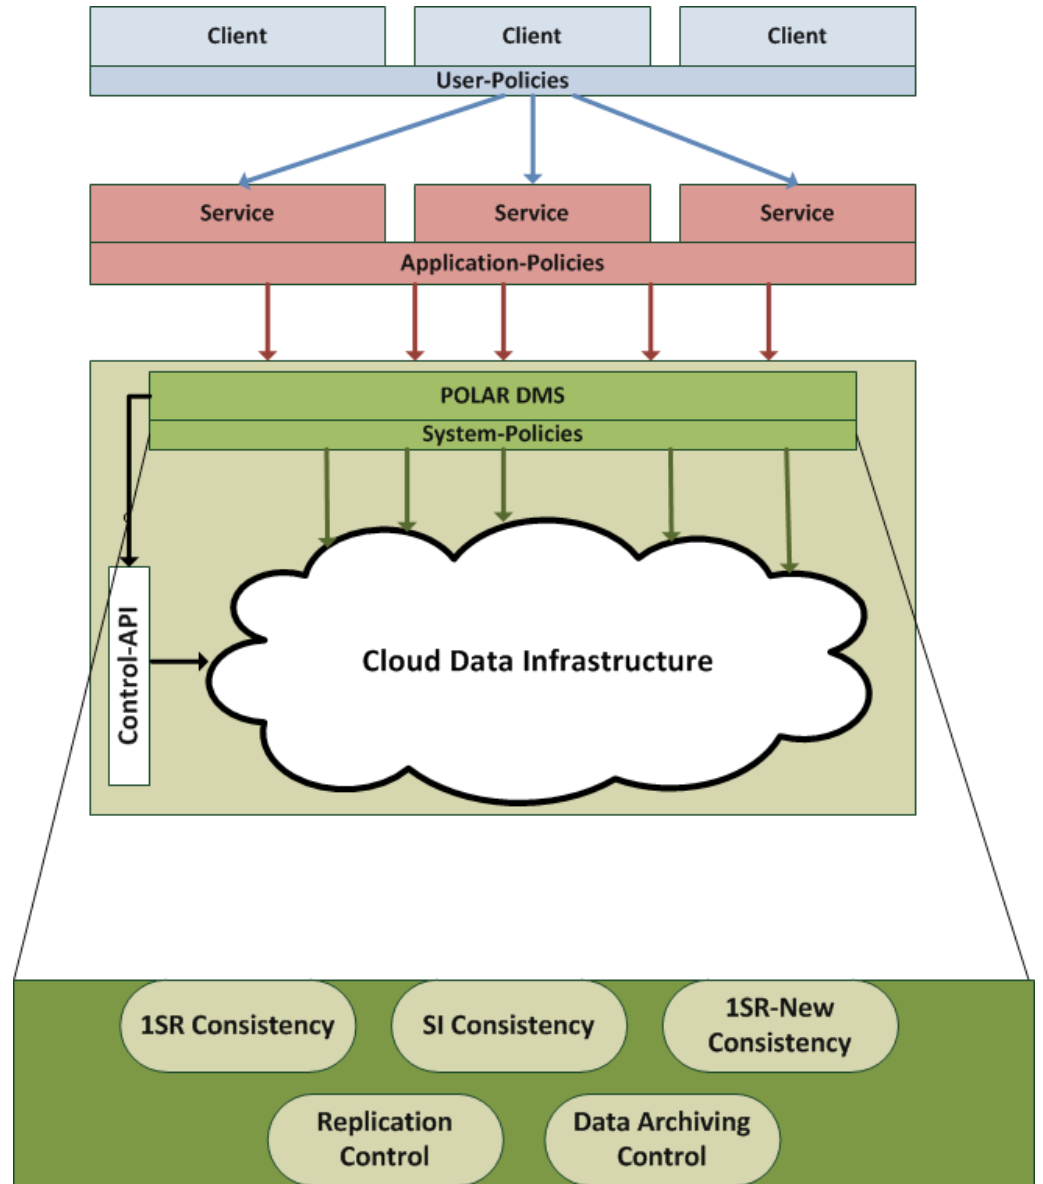 Client
Client
Client
User-Policies
Service
Service
Service
Application-Policies
POLAR DMS
System-Policies
Control-API
Cloud Data Infrastructure
1SR Consistency
SI Consistency
1SR-New
Consistency
Replication
Control
Data Archiving
Control